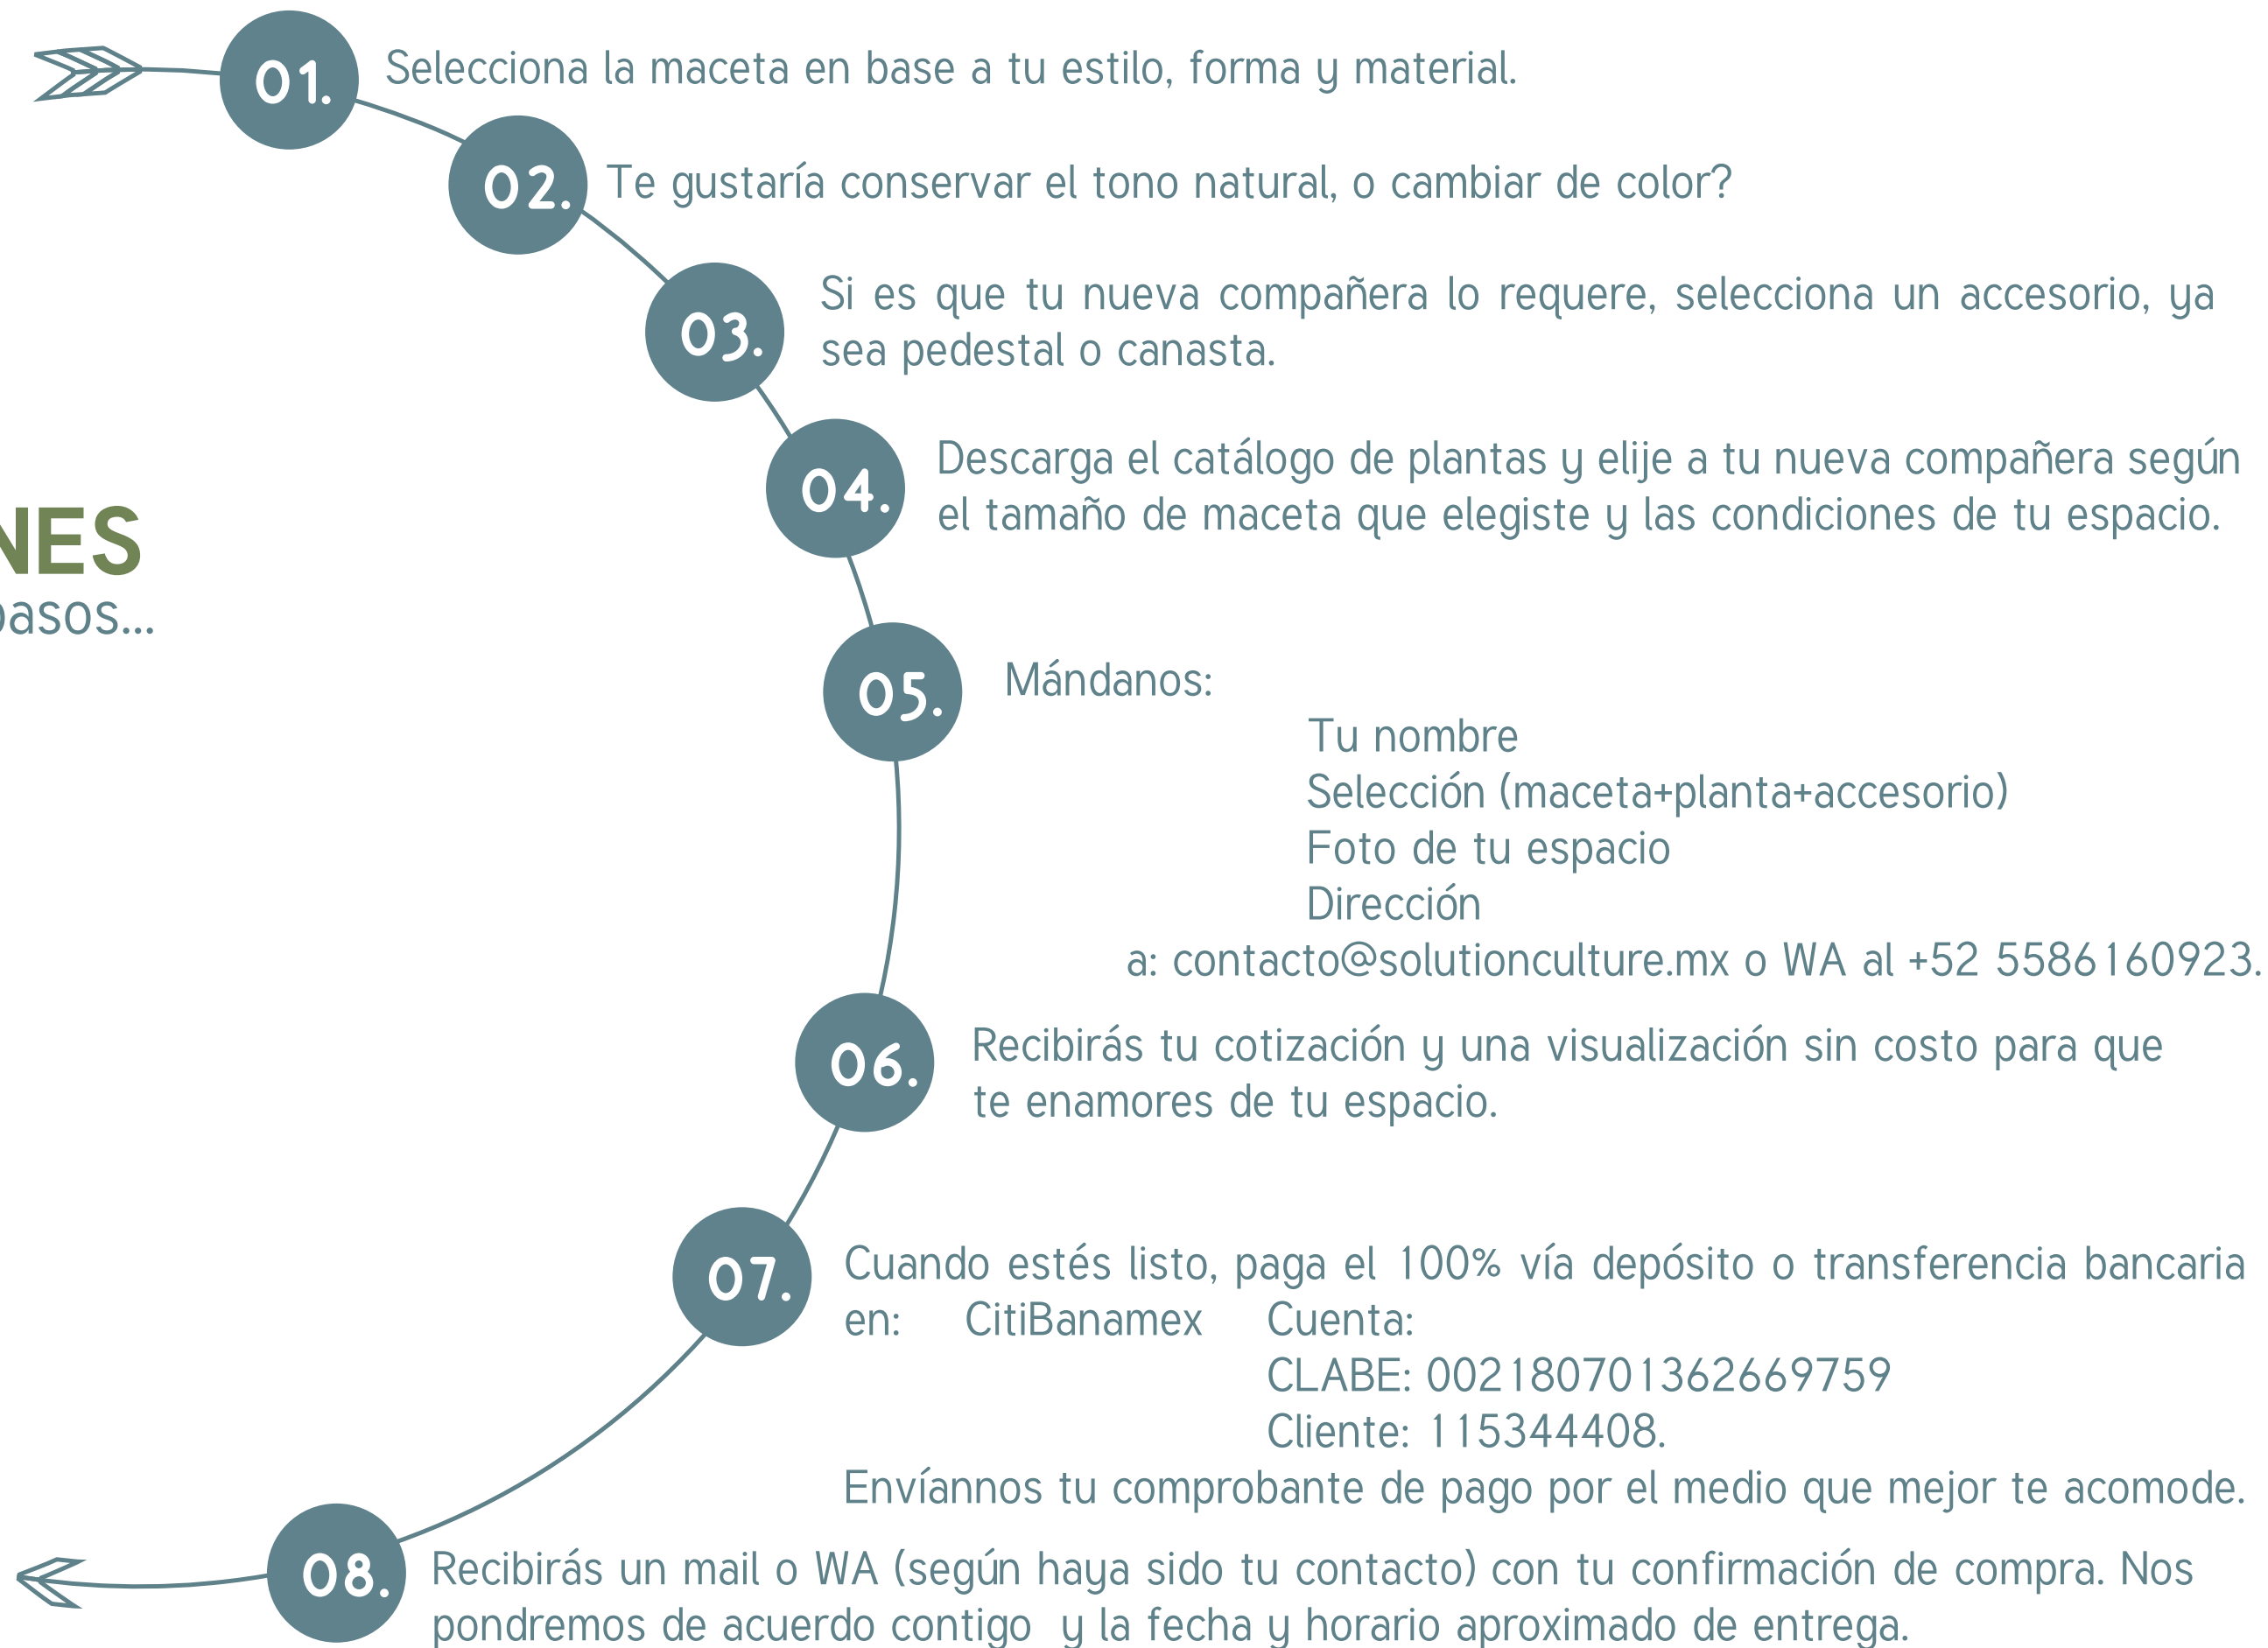 01. Selecciona la maceta en base a tu estilo, forma y material.
02. Te gustaría conservar el tono natural, o cambiar de color?
03. Si es que tu nueva compañera lo requere, selecciona un accesorio, ya
sea pedestal o canasta.
04. Descarga el catálogo de plantas y elije a tu nueva compañera según
el tamaño de maceta que elegiste y las condiciones de tu espacio.
NES
pasos...
05. Mándanos:
Tu nombre
Selección (maceta+planta+accesorio)
Foto de tu espacio
Dirección
a: contacto@solutionculture.mx o WA al +52 5586160923.
06. Recibirás tu cotización y una visualización sin costo para que
te enamores de tu espacio.
07. Cuando estés listo, paga el 100% vía depósito o transferencia bancaria
en: CitiBanamex Cuenta:
CLABE: 002180701362669759
Cliente: 115344408.
Envíannos tu comprobante de pago por el medio que mejor te acomode.
08. Recibirás un mail o WA (según haya sido tu contacto) con tu confirmación de compra. Nos
pondremos de acuerdo contigo y la fecha y horario aproximado de entrega.